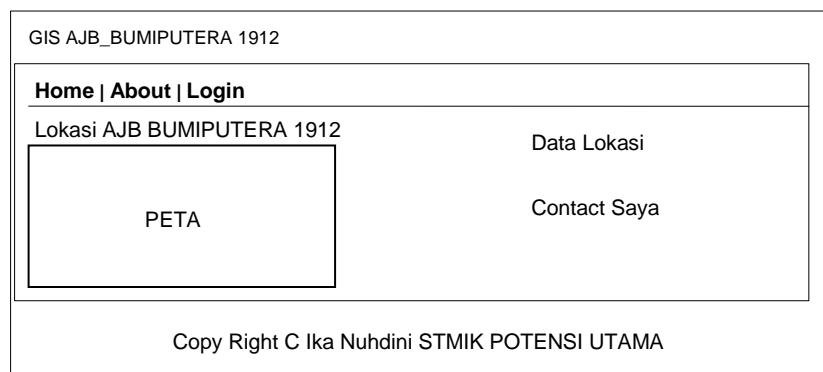 GIS AJB_BUMIPUTERA 1912
Home | About | Login
Lokasi AJB BUMIPUTERA 1912
Data Lokasi
PETA
Contact Saya
Copy Right C Ika Nuhdini STMIK POTENSI UTAMA